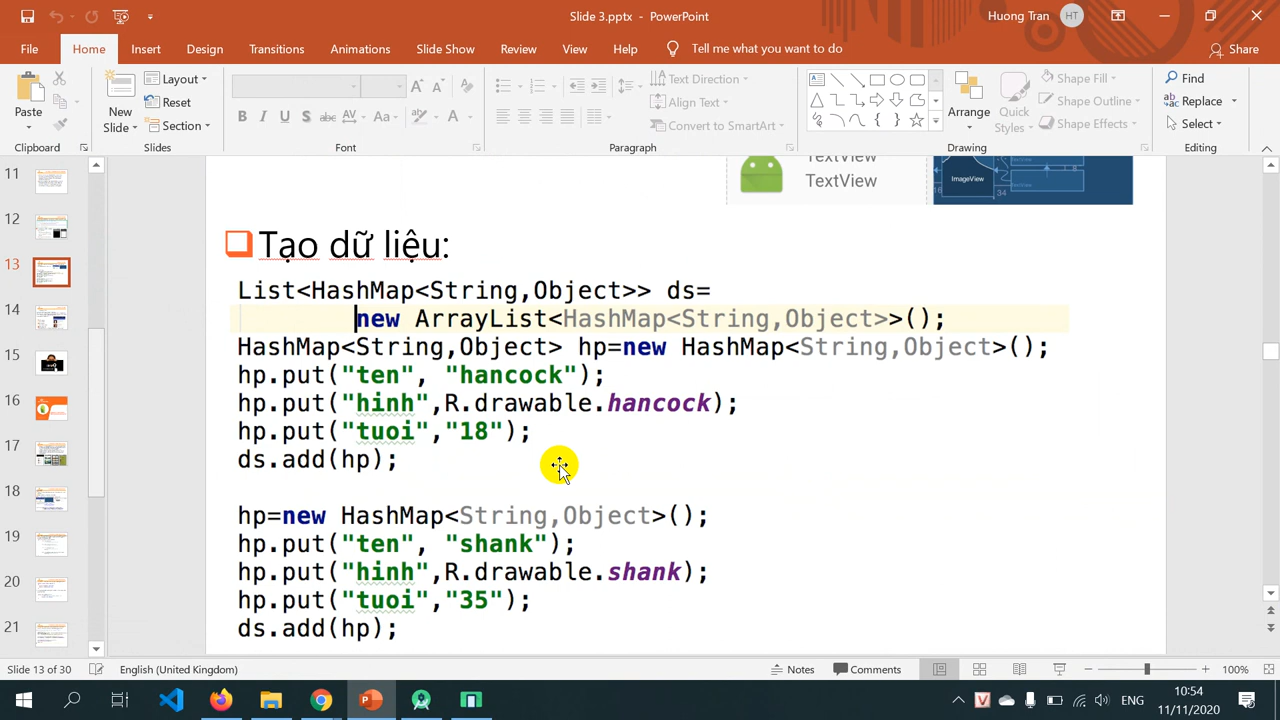 Slide 3.pptx - PowerPoint
Huong Tran
HT
File Home Insert Design Transitions Animations Slide Show Review View Help Tell me what you want to do Share
Paste
Clipboard
New Slide
Layout
Reset
Section
Slides
B I U S abc AV Aa A
Font
Text Direction
Align Text
Convert to SmartArt
Paragraph
Arrange
Quick Styles
Shape Fill
Shape Outline
Shape Effects
Drawing
Find
Replace
Select
Editing
11
12
13
14
15
16
17
18
19
20
21
TextView
TextView
ImageView
16
34
Tạo dữ liệu:
List<HashMap<String,Object>> ds=
new ArrayList<HashMap<String,Object>>();
HashMap<String,Object> hp=new HashMap<String,Object>();
hp.put("ten", "hancock");
hp.put("hinh",R.drawable.hancock);
hp.put("tuoi","18");
ds.add(hp);
hp=new HashMap<String,Object>();
hp.put("ten", "shank");
hp.put("hinh",R.drawable.shank);
hp.put("tuoi","35");
ds.add(hp);
Slide 13 of 30
English (United Kingdom)
Notes
Comments
100%
ENG
10:54
11/11/2020